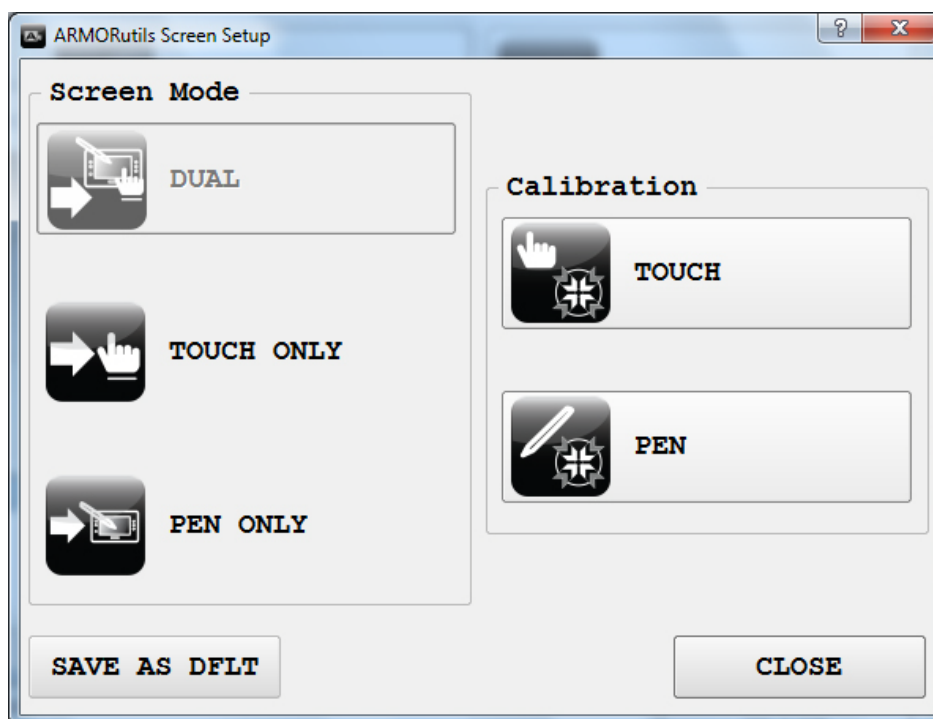 ARMORutils Screen Setup
Screen Mode
DUAL
TOUCH ONLY
PEN ONLY
Calibration
TOUCH
PEN
SAVE AS DFLT
CLOSE